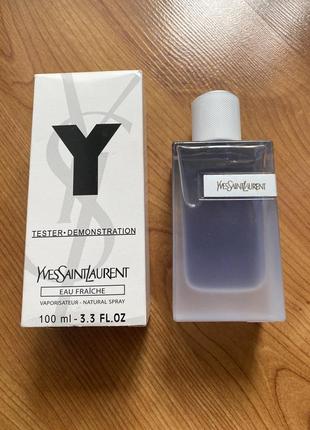 Y
TESTER • DEMONSTRATION
YVESSAINTLAURENT
EAU FRAÎCHE
VAPORISATEUR - NATURAL SPRAY
100 ml - 3.3 FL.OZ
YVESSAINTLAURENT